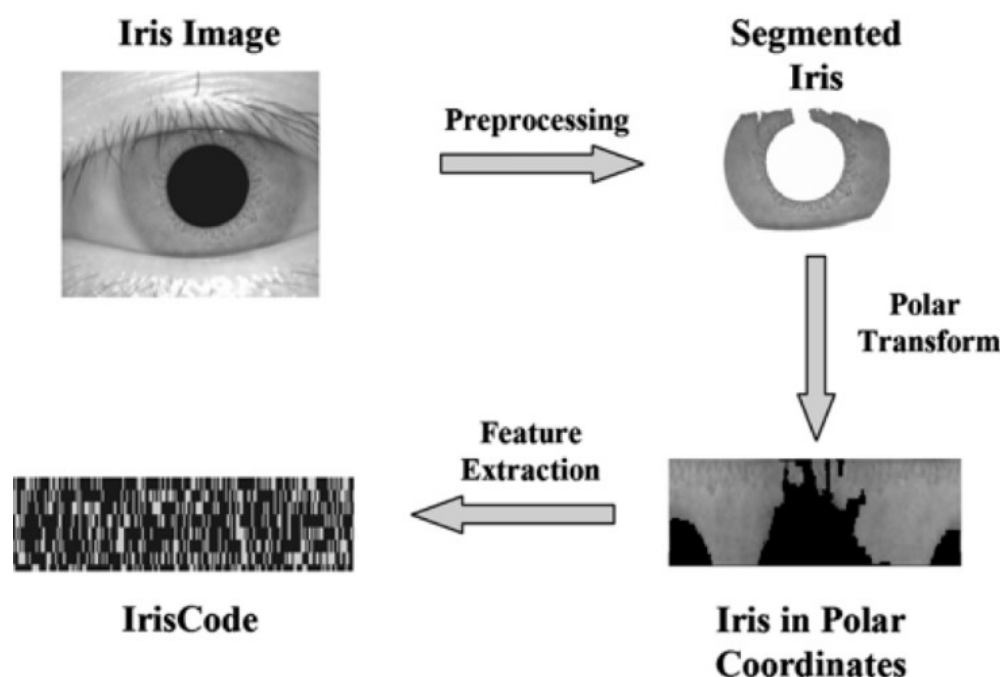 Iris Image
Segmented
Iris
Preprocessing
Polar
Transform
Feature
Extraction
IrisCode
Iris in Polar
Coordinates